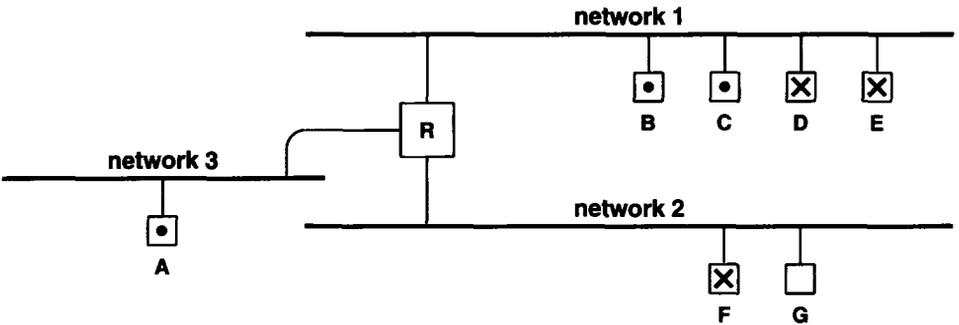 network 1
B C D E
R
network 3
A
network 2
F G